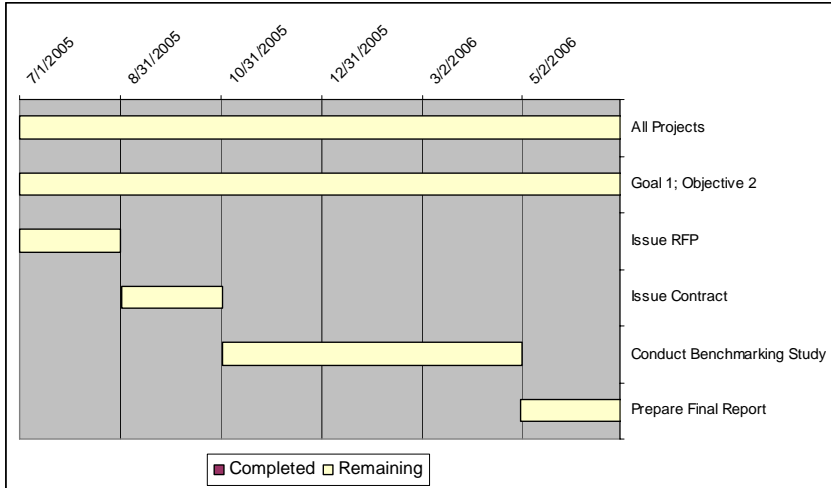 7/1/2005
8/31/2005
10/31/2005
12/31/2005
3/2/2006
5/2/2006
All Projects
Goal 1; Objective 2
Issue RFP
Issue Contract
Conduct Benchmarking Study
Prepare Final Report
Completed Remaining